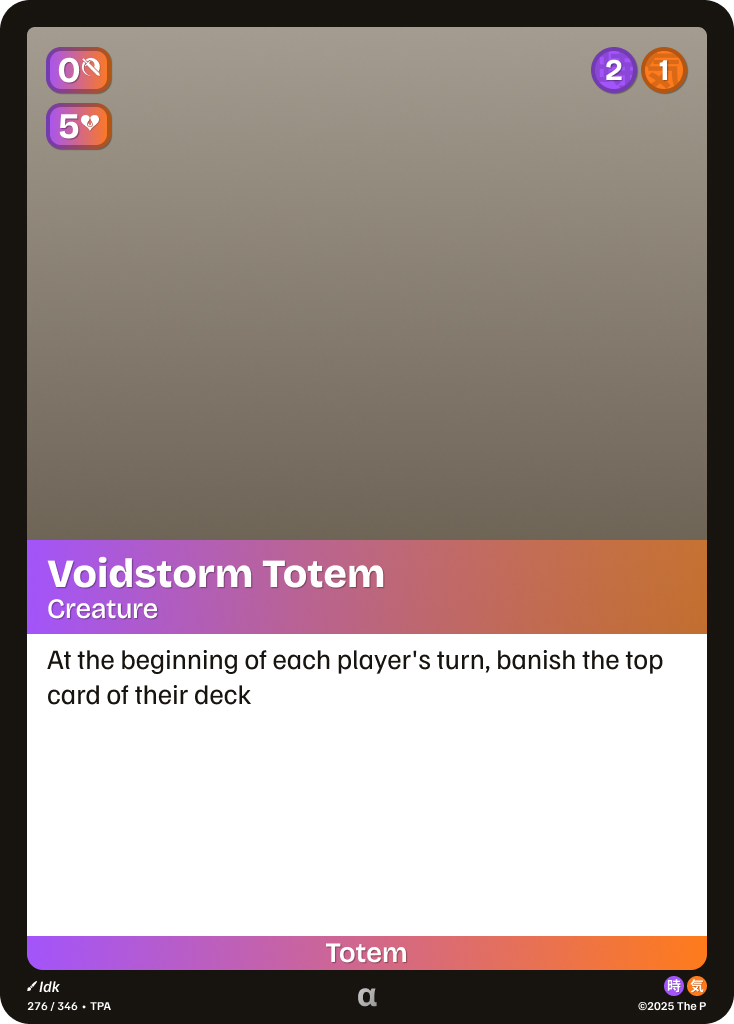 0
2 1
5
Voidstorm Totem
Creature
At the beginning of each player's turn, banish the top
card of their deck
Totem
Idk
時 気
276 / 346 • TPA
α
©2025 The P